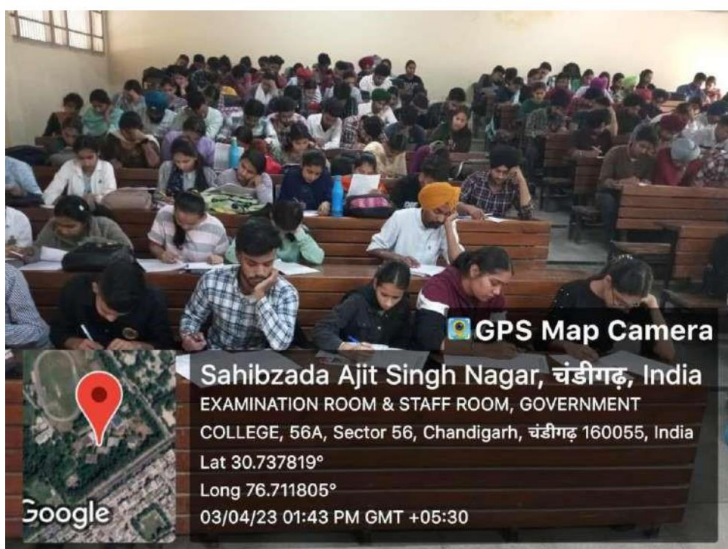 GPS Map Camera
Sahibzada Ajit Singh Nagar, चंडीगढ़, India
EXAMINATION ROOM & STAFF ROOM, GOVERNMENT
COLLEGE, 56A, Sector 56, Chandigarh, चंडीगढ़ 160055, India
Lat 30.737819°
Long 76.711805°
03/04/23 01:43 PM GMT +05:30
Google